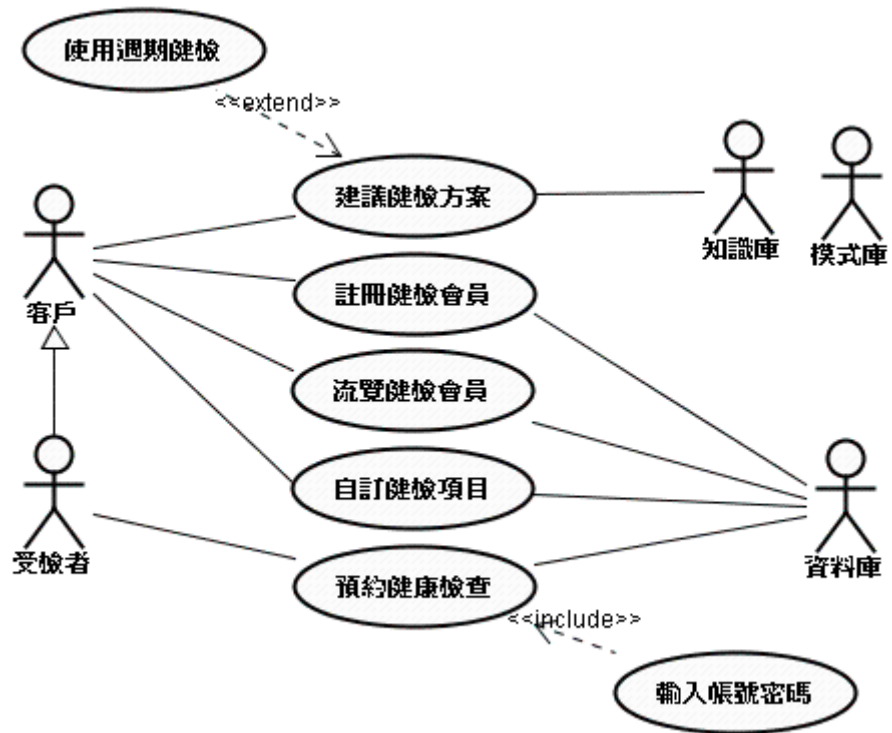 使用週期健檢
<<extend>>
建議健檢方案
知識庫
模式庫
註冊健檢會員
客戶
流覽健檢會員
自訂健檢項目
受檢者
資料庫
預約健康檢查
<<include>>
輸入帳號密碼